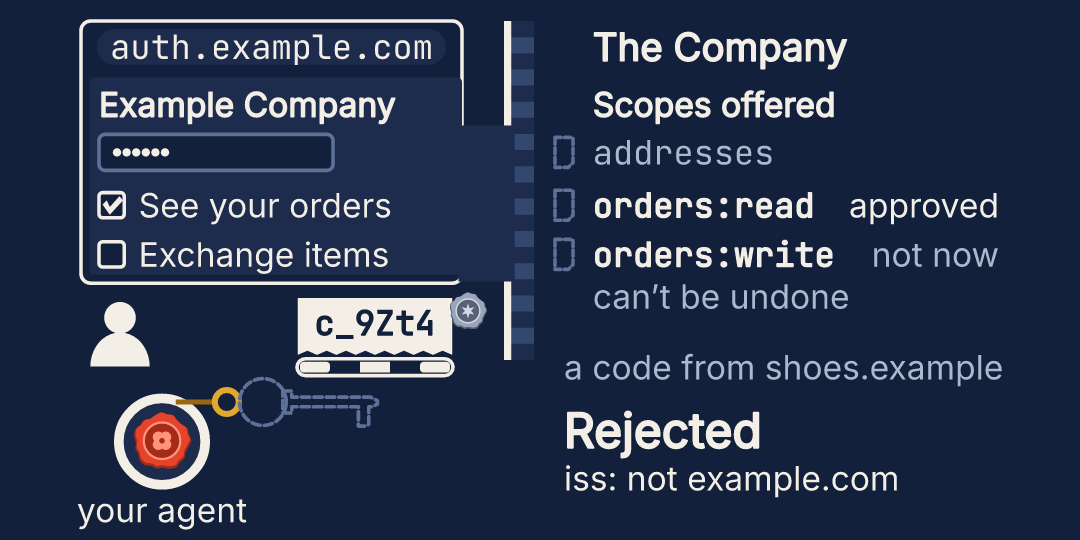 auth.example.com
Example Company
••••••
See your orders
Exchange items
c_9Zt4
your agent
The Company
Scopes offered
addresses
orders:read approved
orders:write not now
can’t be undone
a code from shoes.example
Rejected
iss: not example.com